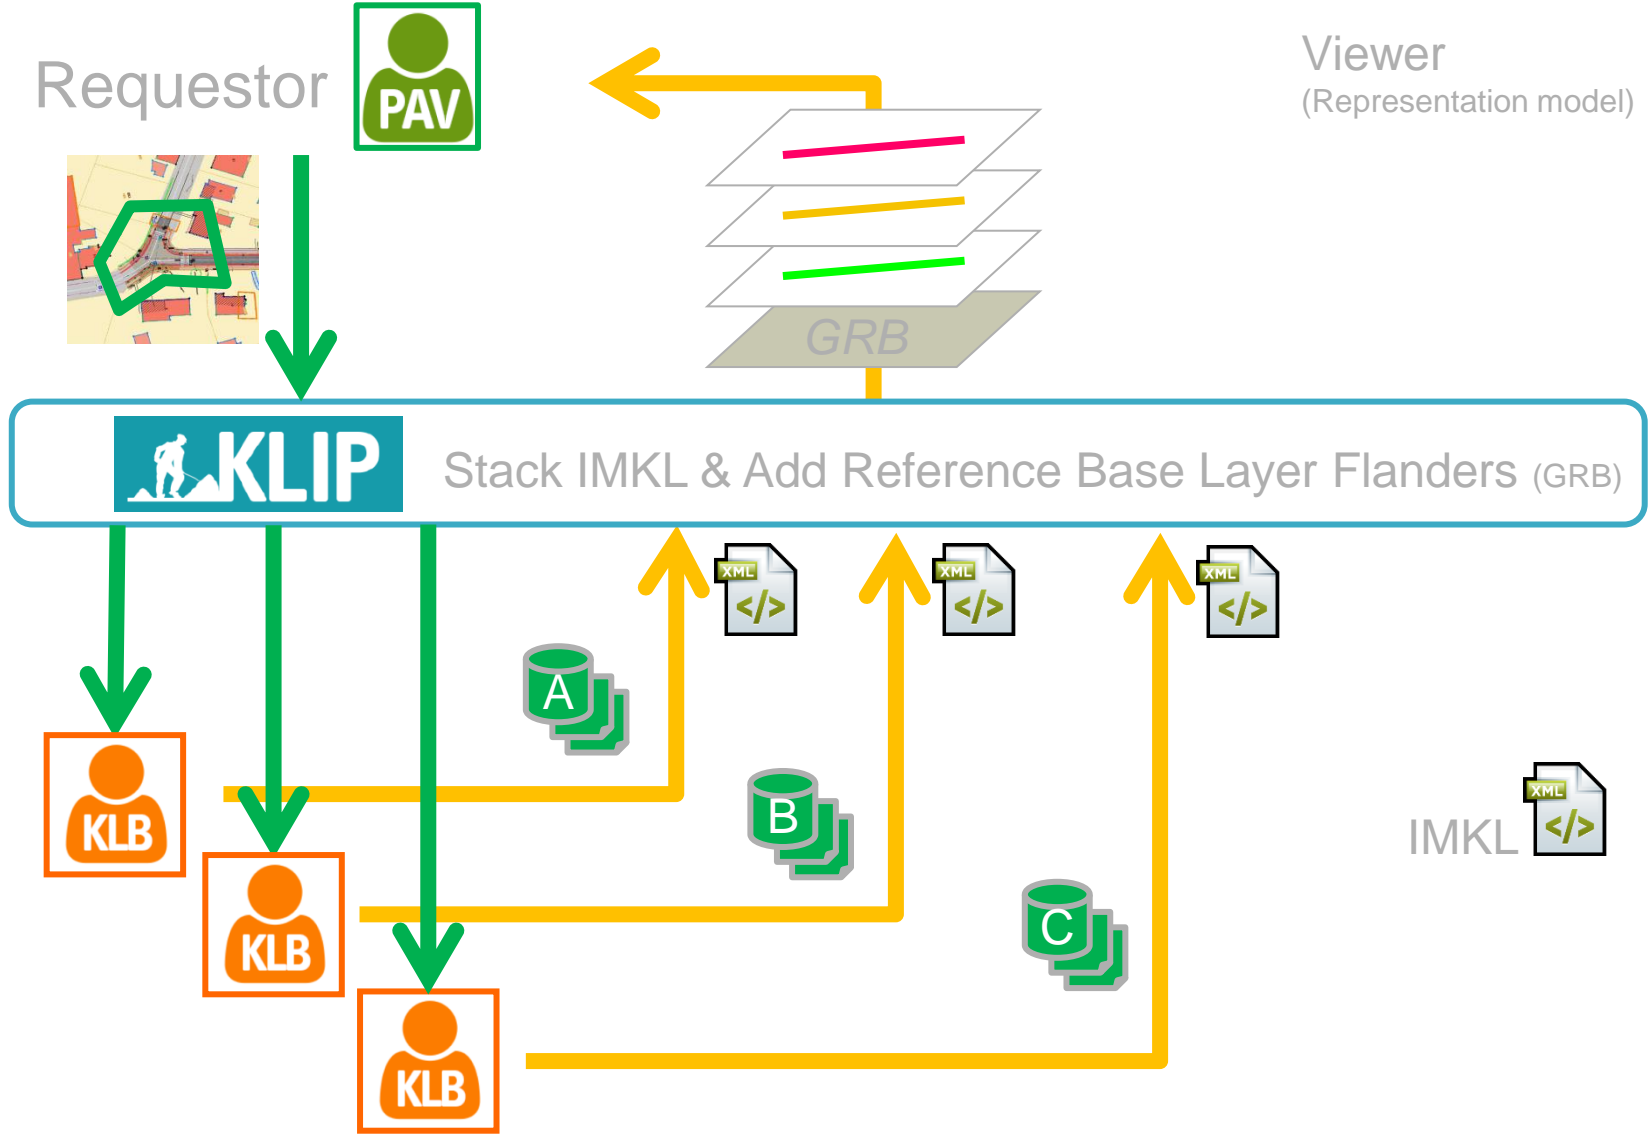 Requestor
PAV
Viewer
(Representation model)
GRB
KLIP
Stack IMKL & Add Reference Base Layer Flanders (GRB)
XML
</>
XML
</>
XML
</>
A
KLB
B
XML
</>
IMKL
KLB
C
KLB